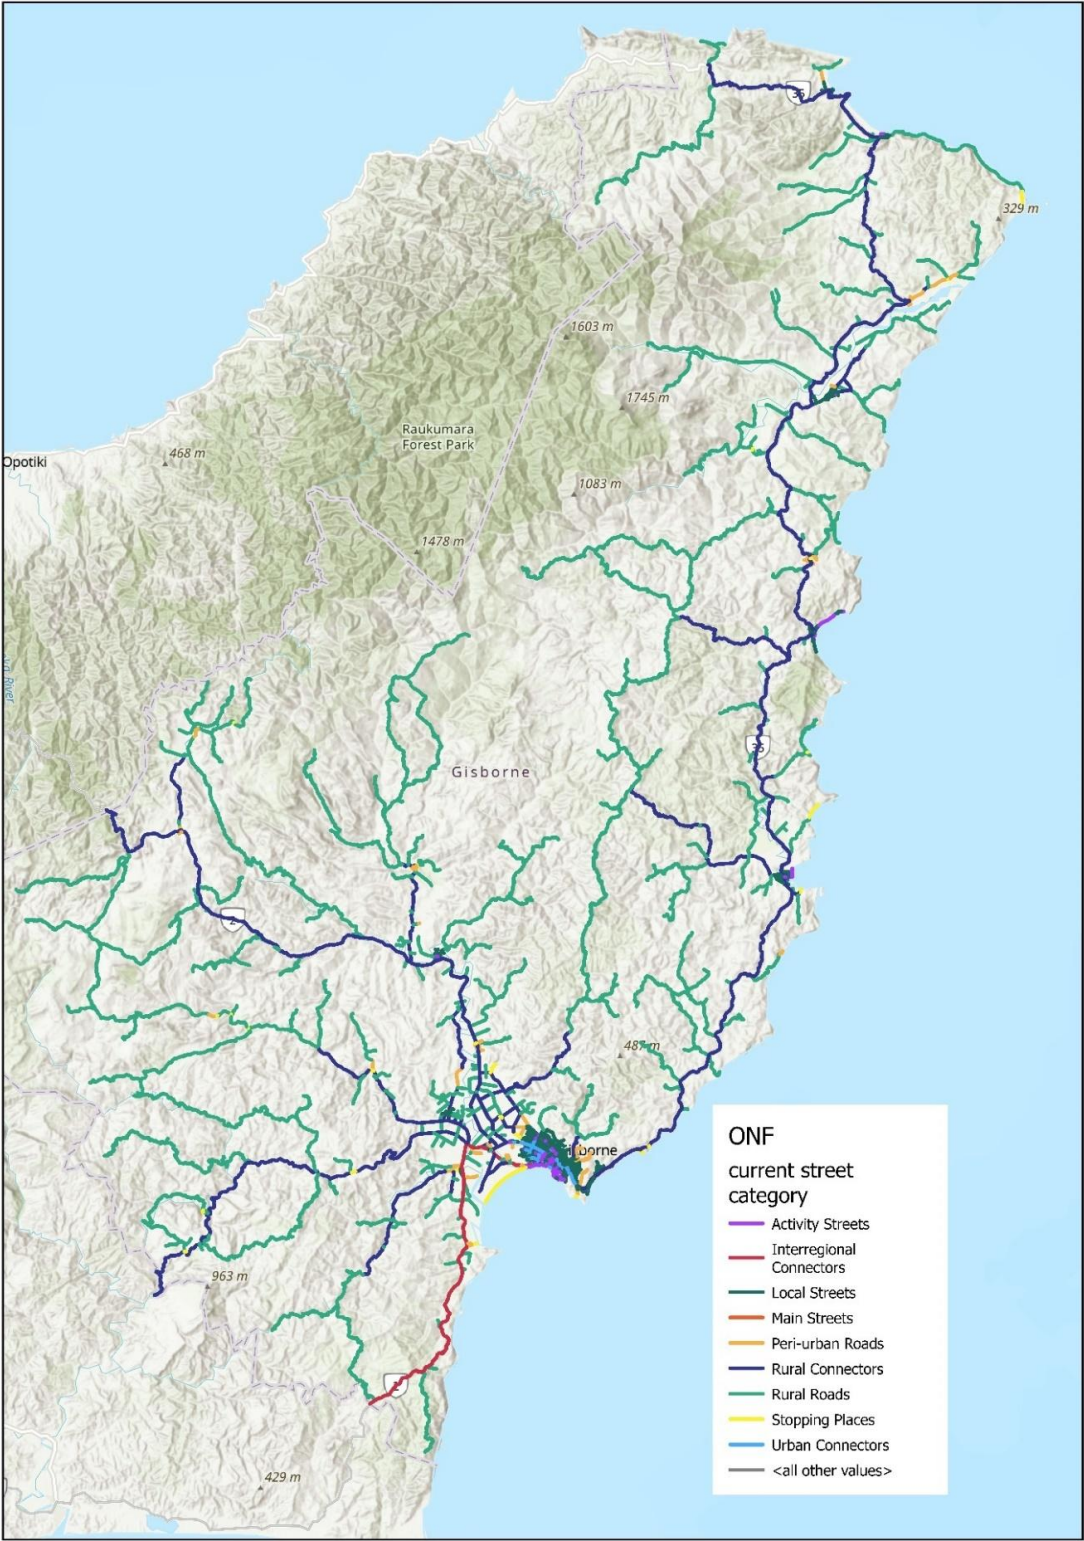 35
329 m
1603 m
1745 m
Raukumara
Forest Park
468 m
Opotiki
1083 m
1478 m
River
35
Gisborne
2
487 m
borne
963 m
2
429 m
ONF
current street
category
Activity Streets
Interregional
Connectors
Local Streets
Main Streets
Peri-urban Roads
Rural Connectors
Rural Roads
Stopping Places
Urban Connectors
<all other values>